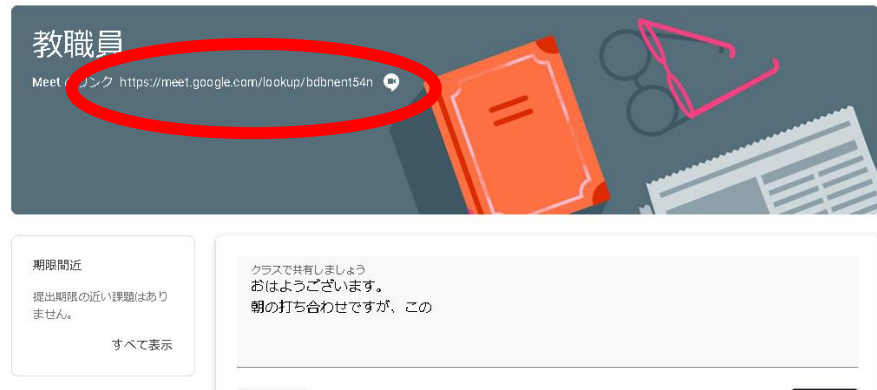 教職員
Meet のリンク https://meet.google.com/lookup/bdbnent54n
期限間近
提出期限の近い課題はあり
ません。
すべて表示
クラスで共有しましょう
おはようございます。
朝の打ち合わせですが、この